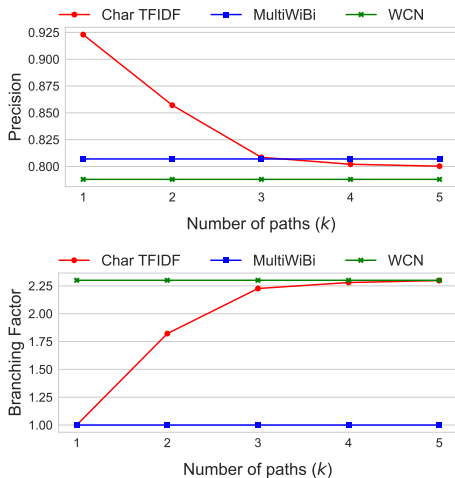 Char TFIDF MultiWiBi WCN
0.925
0.900
0.875
0.850
0.825
0.800
Precision
1 2 3 4 5
Number of paths (k)
Char TFIDF MultiWiBi WCN
2.25
2.00
1.75
1.50
1.25
1.00
Branching Factor
1 2 3 4 5
Number of paths (k)